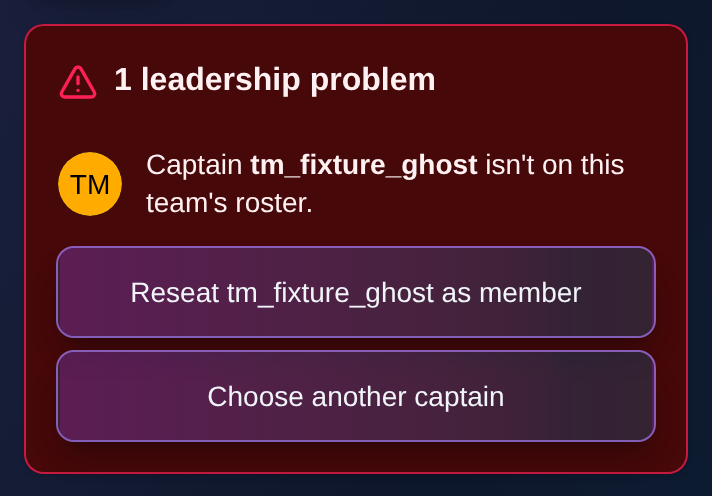 1 leadership problem
TM
Captain tm_fixture_ghost isn't on this
team's roster.
Reseat tm_fixture_ghost as member
Choose another captain